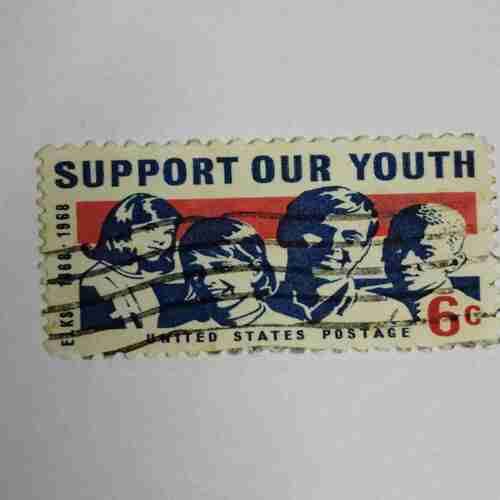 SUPPORT OUR YOUTH
ELKS 1868 1968
6c
UNITED STATES POSTAGE